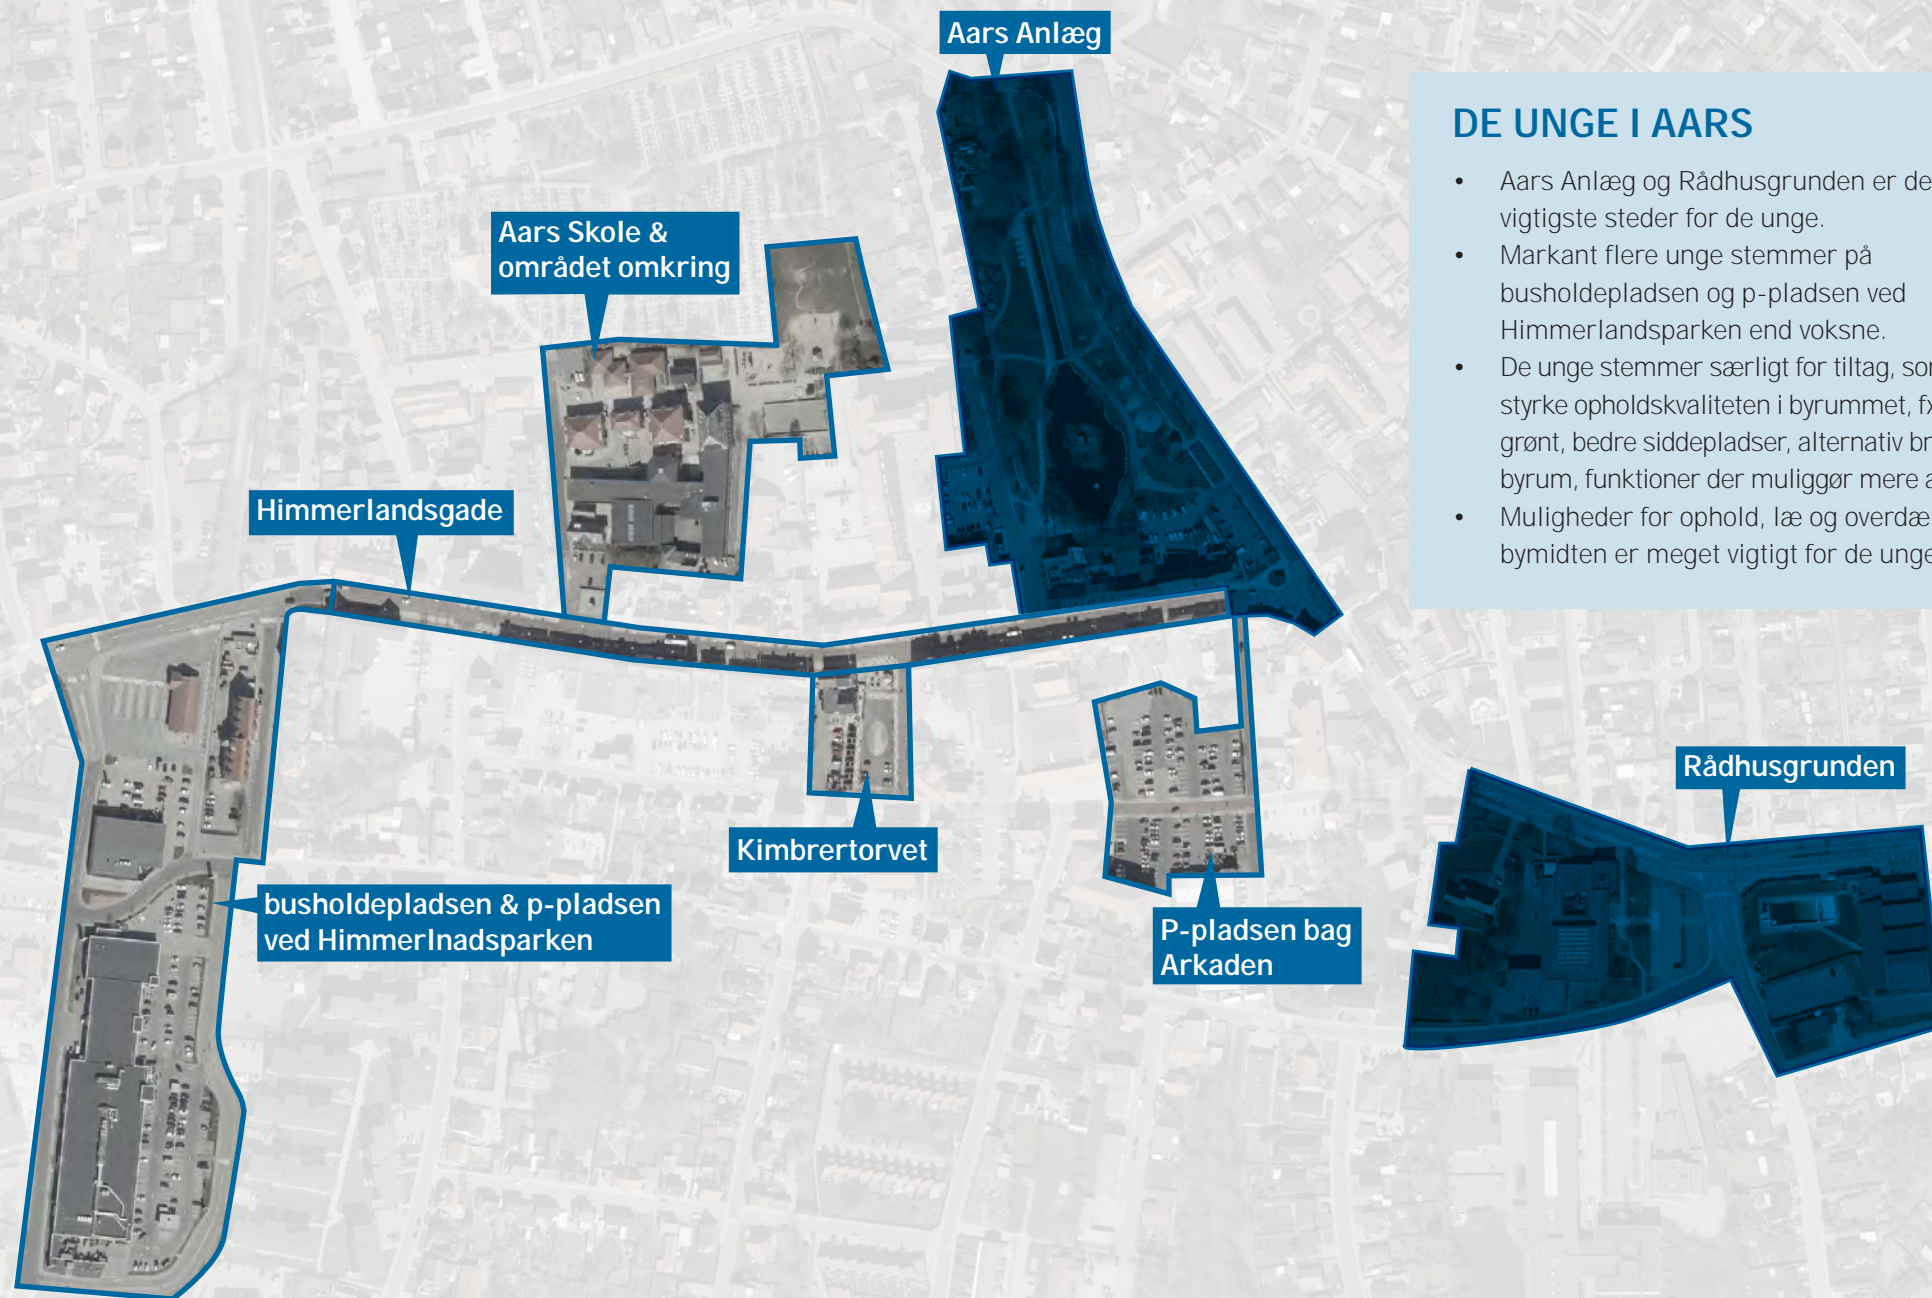 Aars Anlæg
DE UNGE I AARS
• Aars Anlæg og Rådhusgrunden er de
vigtigste steder for de unge.
• Markant flere unge stemmer på
busholdepladsen og p-pladsen ved
Himmerlandsparken end voksne.
• De unge stemmer særligt for tiltag,
styrke opholdskvaliteten i byrummet,
grønt, bedre siddepladser, alternativ
byrum, funktioner der muliggør mere
• Muligheder for ophold, læ og
bymidten er meget vigtigt for de unge
Aars Skole &
området omkring
Himmerlandsgade
Kimbrertorvet
busholdepladsen & p-pladsen
ved Himmerlnadsparken
P-pladsen bag
Arkaden
Rådhusgrunden